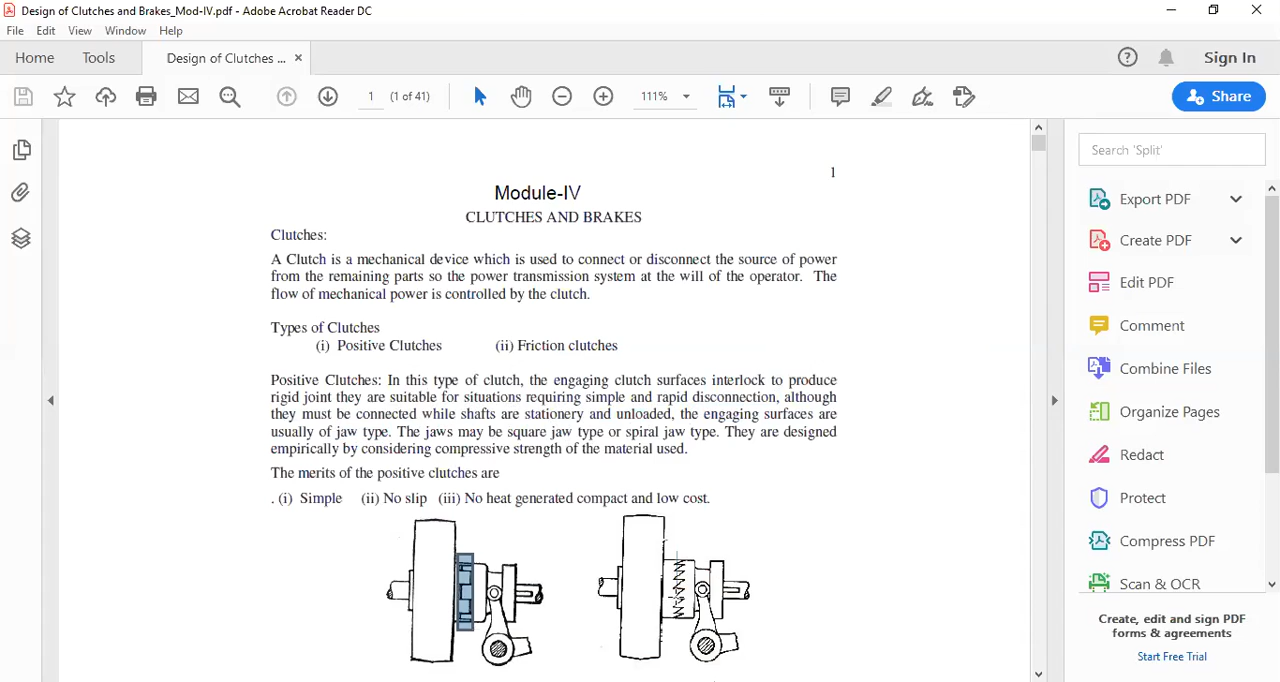 Design of Clutches and Brakes_Mod-IV.pdf - Adobe Acrobat Reader DC
File Edit View Window Help
Home Tools Design of Clutches ... × Sign In
1 (1 of 41) 111% Share
1
Module-IV
CLUTCHES AND BRAKES
Clutches:
A Clutch is a mechanical device which is used to connect or disconnect the source of power
from the remaining parts so the power transmission system at the will of the operator. The
flow of mechanical power is controlled by the clutch.
Types of Clutches
(i) Positive Clutches (ii) Friction clutches
Positive Clutches: In this type of clutch, the engaging clutch surfaces interlock to produce
rigid joint they are suitable for situations requiring simple and rapid disconnection, although
they must be connected while shafts are stationery and unloaded, the engaging surfaces are
usually of jaw type. The jaws may be square jaw type or spiral jaw type. They are designed
empirically by considering compressive strength of the material used.
The merits of the positive clutches are
. (i) Simple (ii) No slip (iii) No heat generated compact and low cost.
Search 'Split'
Export PDF
Create PDF
Edit PDF
Comment
Combine Files
Organize Pages
Redact
Protect
Compress PDF
Scan & OCR
Create, edit and sign PDF
forms & agreements
Start Free Trial